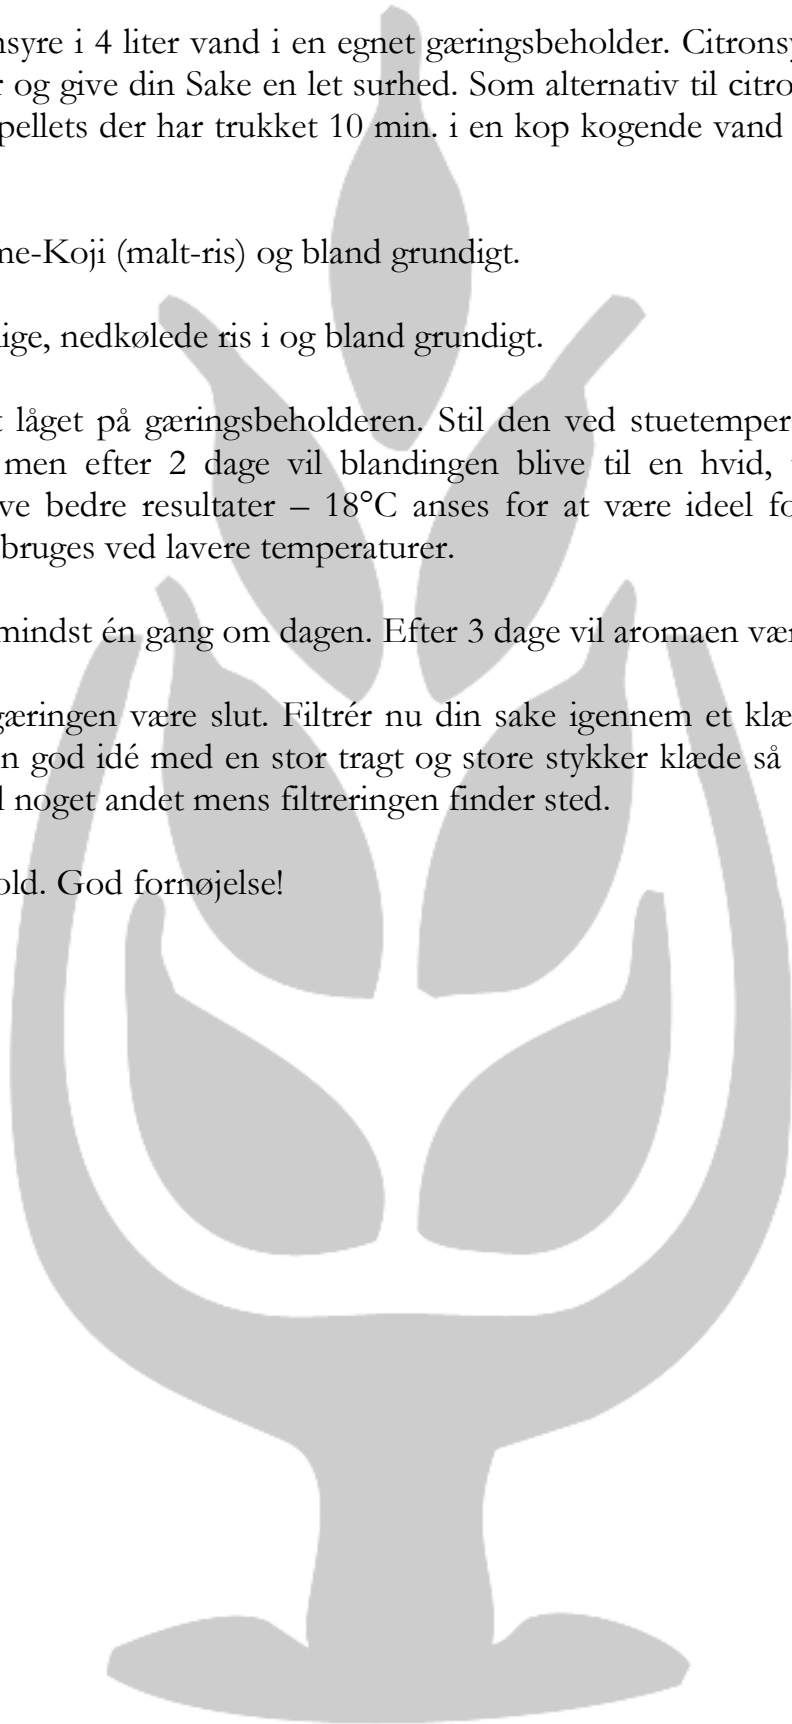 nsyre i 4 liter vand i en egnet gæringsbeholder. Citronsy
r og give din Sake en let surhed. Som alternativ til citro
pellets der har trukket 10 min. i en kop kogende vand
me-Koji (malt-ris) og bland grundigt.
lige, nedkølede ris i og bland grundigt.
t låget på gæringsbeholderen. Stil den ved stuetemper
men efter 2 dage vil blandingen blive til en hvid,
ve bedre resultater – 18°C anses for at være ideel fo
bruges ved lavere temperaturer.
mindst én gang om dagen. Efter 3 dage vil aromaen vær
gæringen være slut. Filtrér nu din sake igennem et klæ
n god idé med en stor tragt og store stykker klæde så
l noget andet mens filtreringen finder sted.
old. God fornøjelse!